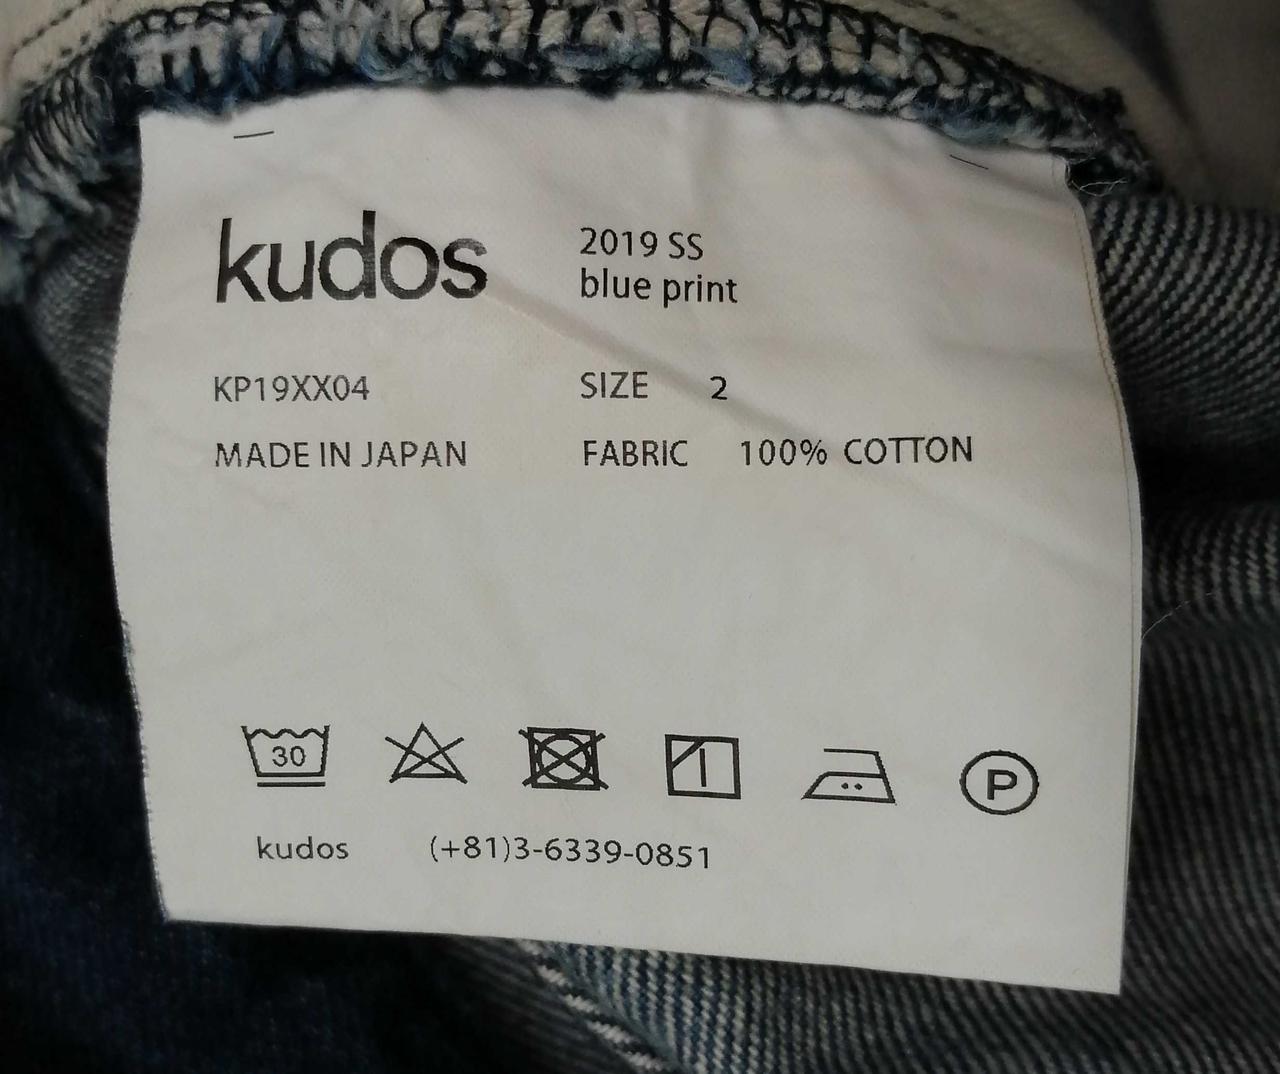 kudos
2019 SS
blue print
KP19XX04 SIZE 2
MADE IN JAPAN FABRIC 100% COTTON
30 P
kudos (+81)3-6339-0851